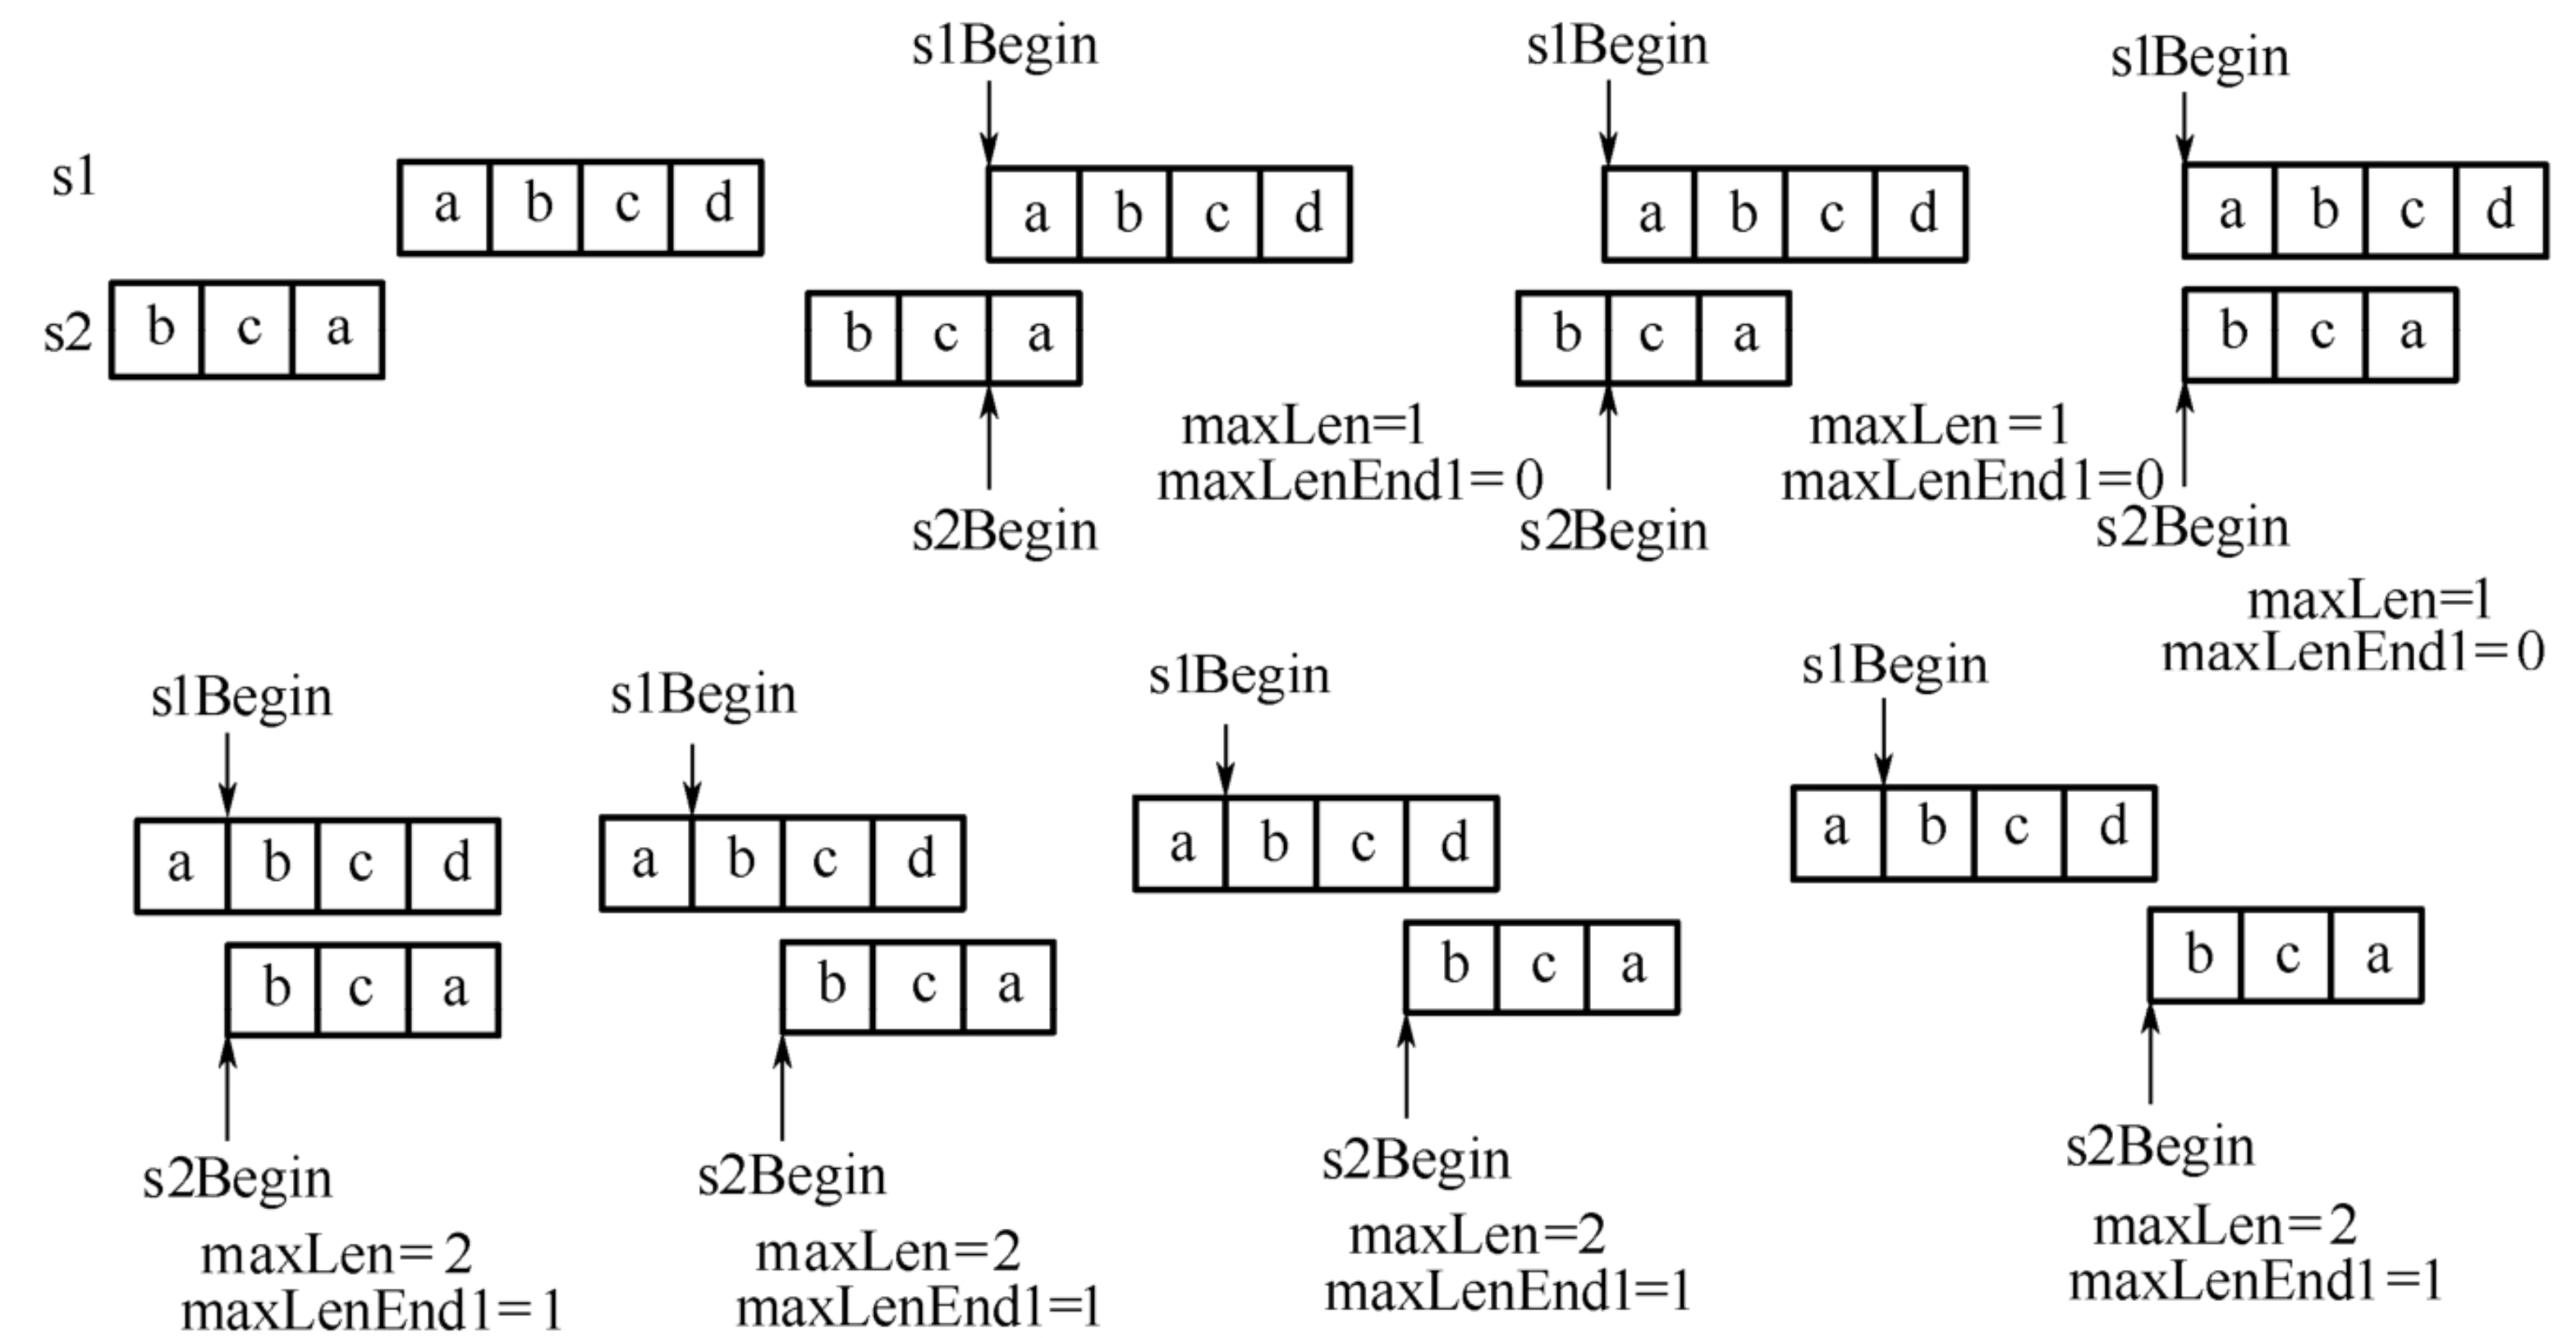 s1Begin
s1Begin
s1Begin
s1
a b c d
a b c d
a b c d
a b c d
s2
b c a
b c a
b c a
b c a
maxLen=1
maxLenEnd1=0
s2Begin
maxLen=1
maxLenEnd1=0
s2Begin
s2Begin
maxLen=1
maxLenEnd1=0
s1Begin
s1Begin
s1Begin
s1Begin
a b c d
a b c d
a b c d
a b c d
b c a
b c a
b c a
b c a
s2Begin
maxLen=2
maxLenEnd1=1
s2Begin
maxLen=2
maxLenEnd1=1
s2Begin
maxLen=2
maxLenEnd1=1
s2Begin
maxLen=2
maxLenEnd1=1